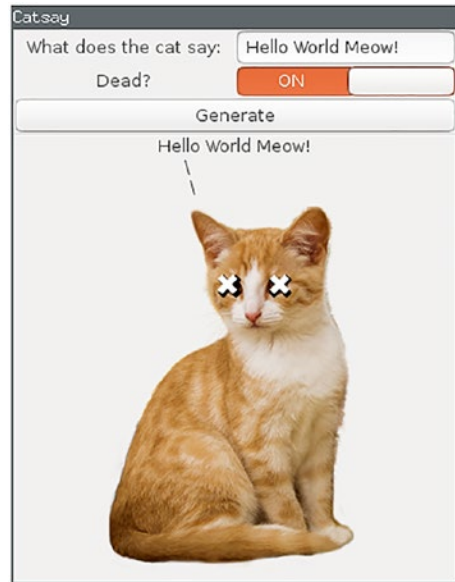 Catsay
What does the cat say: Hello World Meow!
Dead? ON
Generate
Hello World Meow!